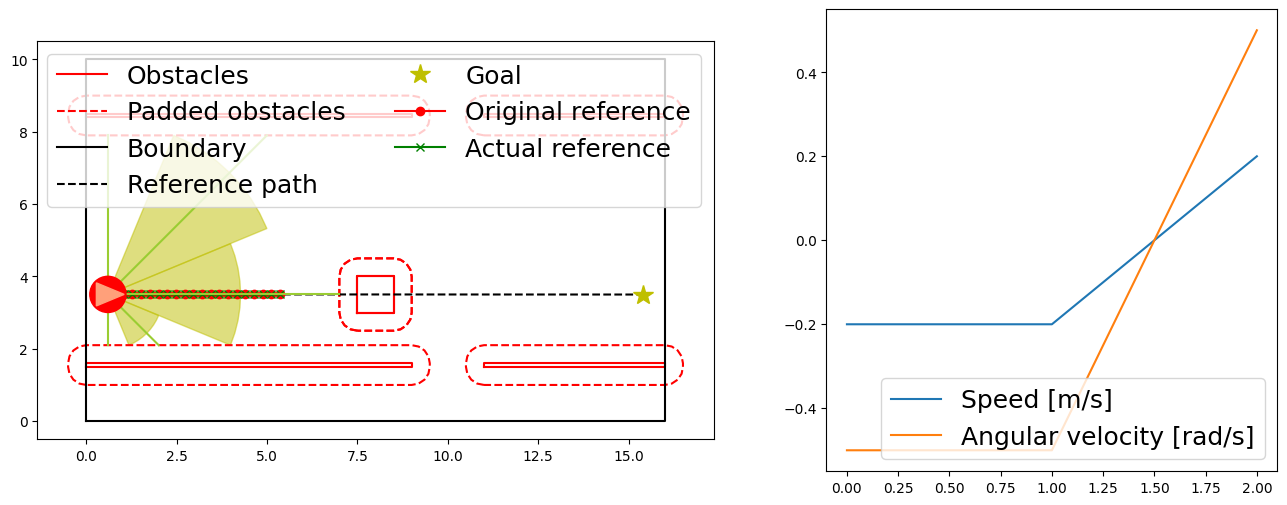 10
8
6
4
2
0
0.0 2.5 5.0 7.5 10.0 12.5 15.0
Obstacles
Padded obstacles
Boundary
Reference path
Goal
Original reference
Actual reference
0.4
0.2
0.0
−0.2
−0.4
0.00 0.25 0.50 0.75 1.00 1.25 1.50 1.75 2.00
Speed [m/s]
Angular velocity [rad/s]